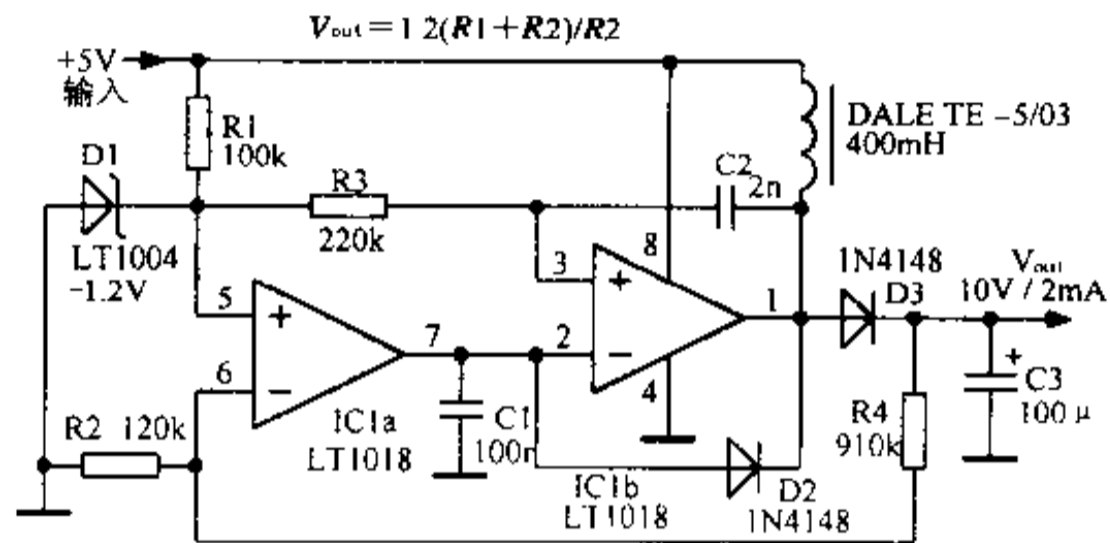 Vout = 1 2(R1+R2)/R2
+5V
输入
R1
100k
DALE TE -5/03
400mH
D1
R3
C2
2n
220k
LT1004
-1.2V
3
8
1N4148
D3
Vout
10V / 2mA
5
7
2
1
6
4
R2 120k
IC1a
LT1018
C1
100n
R4
910k
C3
100μ
IC1b
LT1018
D2
1N4148